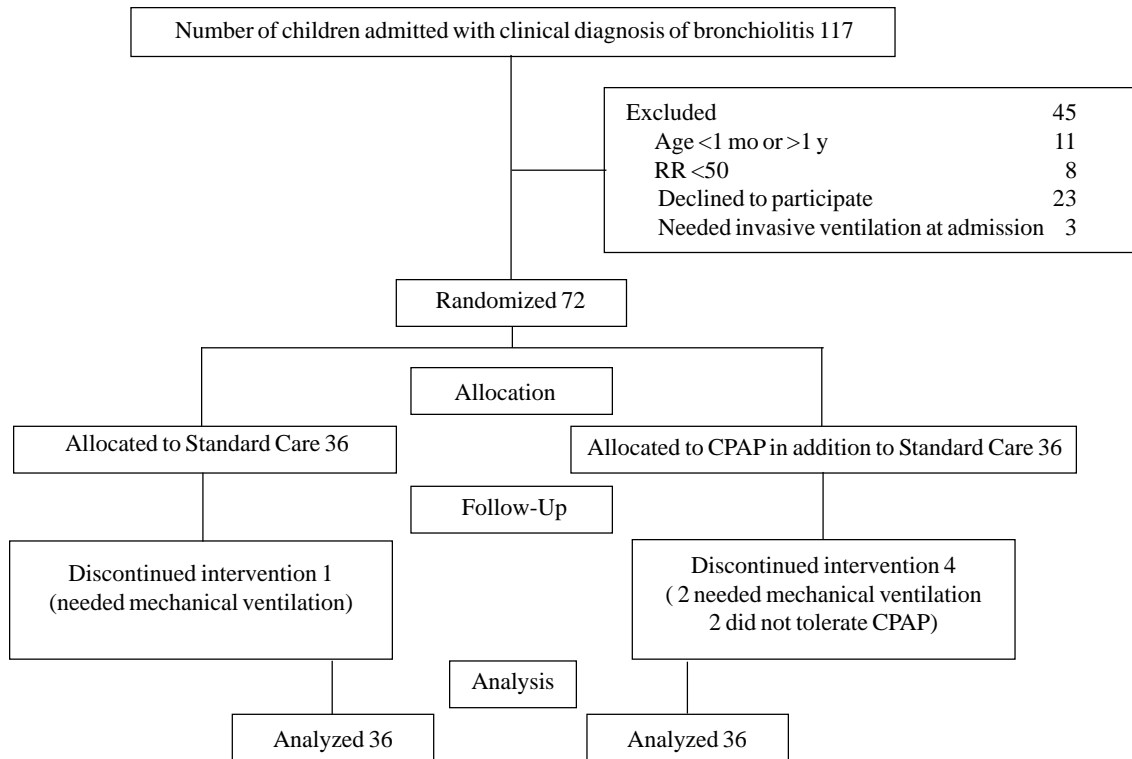 Number of children admitted with clinical diagnosis of bronchiolitis 117
Excluded 45
Age <1 mo or >1 y 11
RR <50 8
Declined to participate 23
Needed invasive ventilation at admission 3
Randomized 72
Allocation
Allocated to Standard Care 36
Allocated to CPAP in addition to Standard Care 36
Follow-Up
Discontinued intervention 1
(needed mechanical ventilation)
Discontinued intervention 4
( 2 needed mechanical ventilation
2 did not tolerate CPAP)
Analysis
Analyzed 36
Analyzed 36